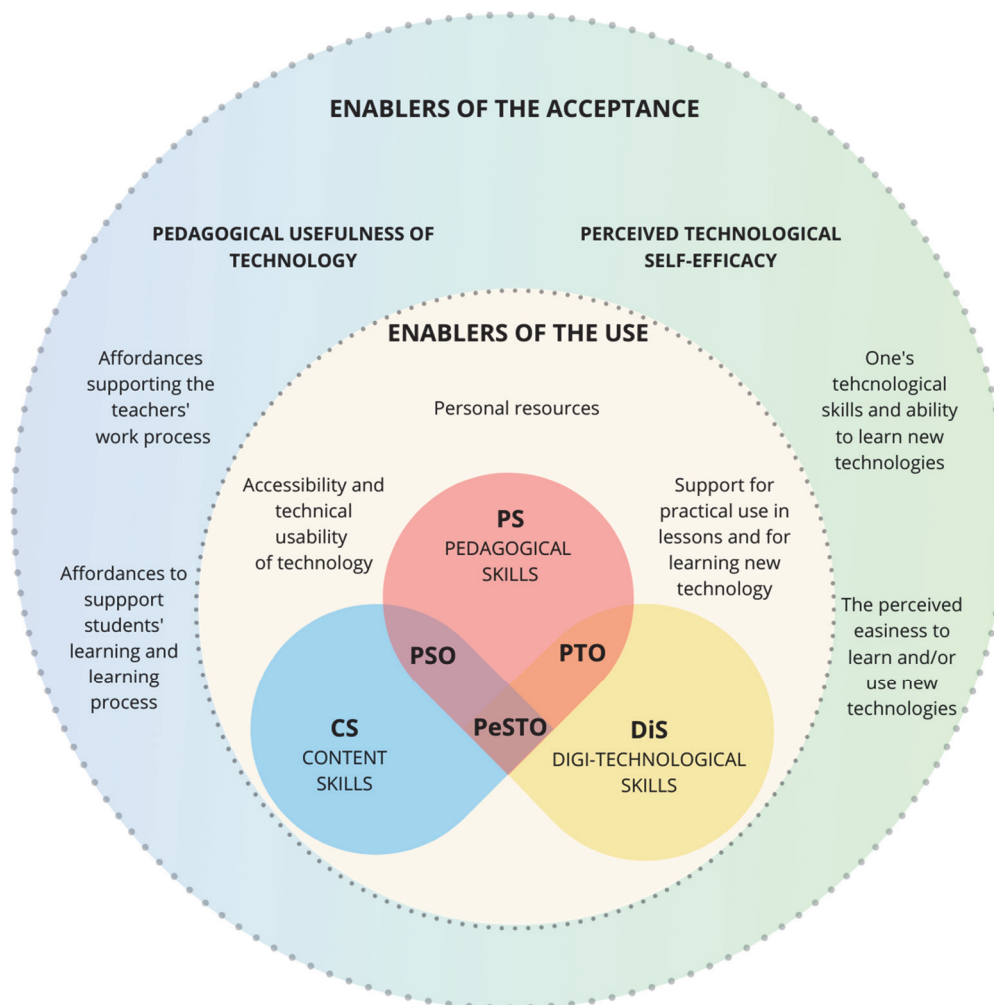 ENABLERS OF THE ACCEPTANCE
PEDAGOGICAL USEFULNESS OF
TECHNOLOGY
PERCEIVED TECHNOLOGICAL
SELF-EFFICACY
ENABLERS OF THE USE
Affordances
supporting the
teachers'
work process
One's
tehcnological
skills and ability
to learn new
technologies
Personal resources
Accessibility and
technical
usability
of technology
Support for
practical use in
lessons and for
learning new
technology
PS
PEDAGOGICAL
SKILLS
Affordances to
suppport
students'
learning and
learning
process
The perceived
easiness to
learn and/or
use new
technologies
PSO
PTO
PeSTO
CS
CONTENT
SKILLS
DiS
DIGI-TECHNOLOGICAL
SKILLS